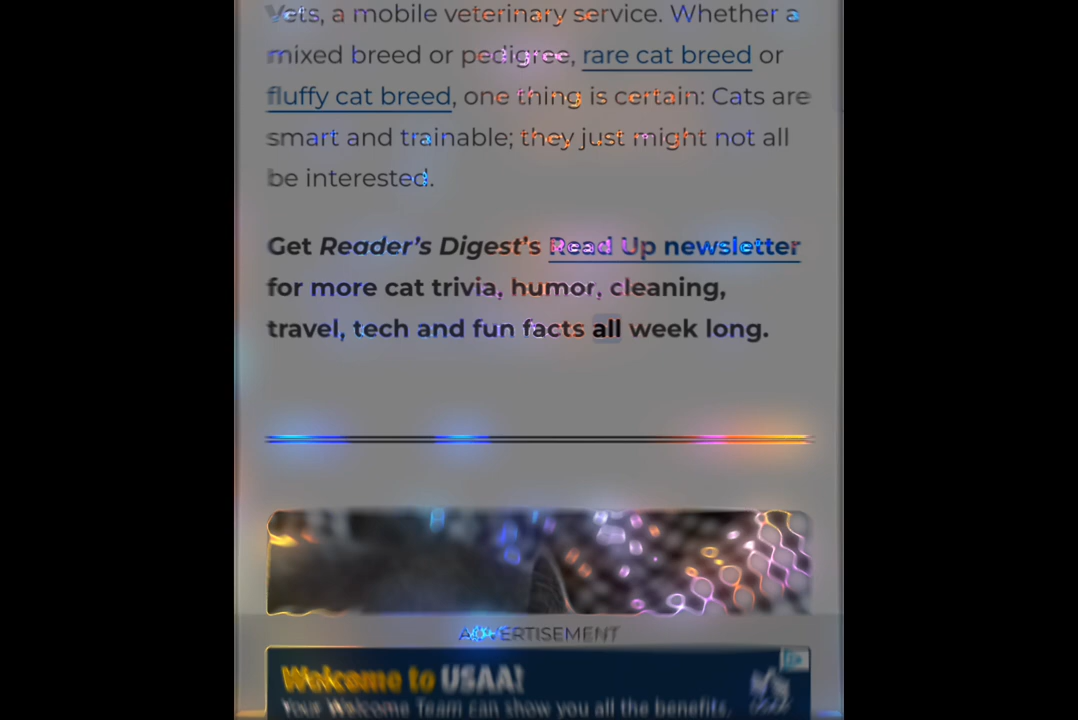 Vets, a mobile veterinary service. Whether a
mixed breed or pedigree, rare cat breed or
fluffy cat breed, one thing is certain: Cats are
smart and trainable; they just might not all
be interested.
Get Reader's Digest's Read Up newsletter
for more cat trivia, humor, cleaning,
travel, tech and fun facts all week long.
ADVERTISEMENT
Welcome to USAA!
Your Welcome Team can show you all the benefits.